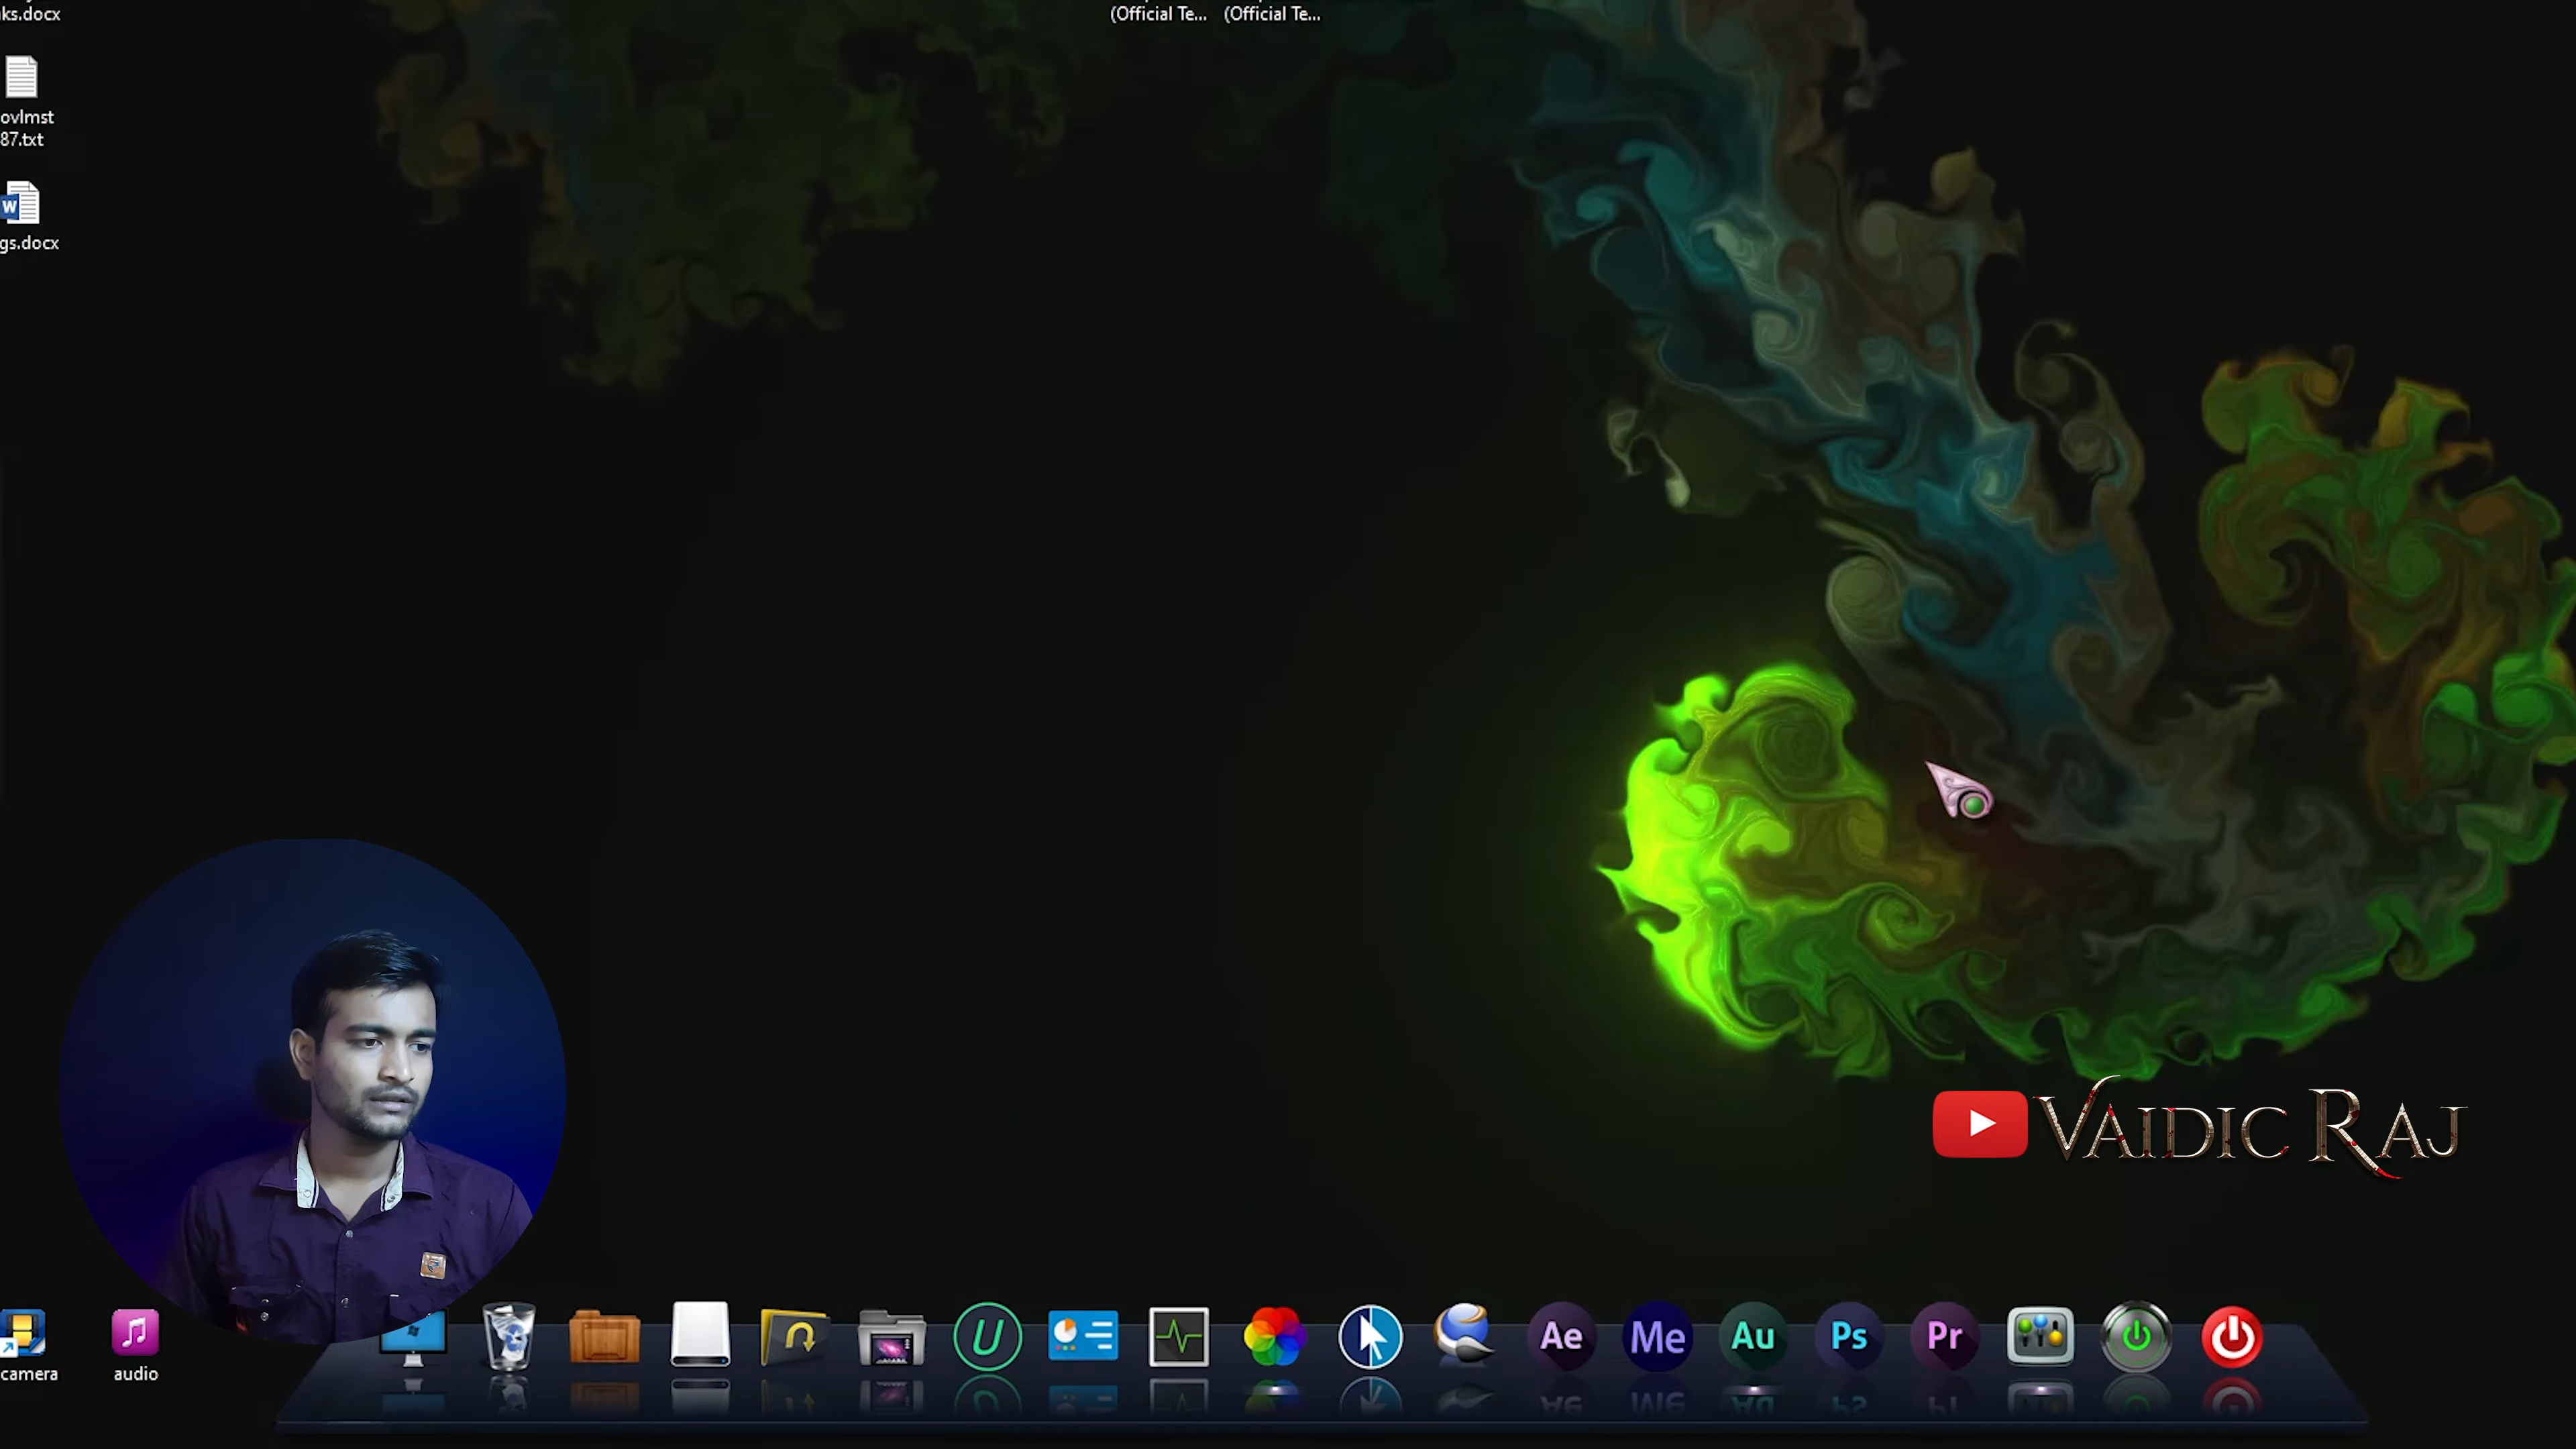 ks.docx
(Official Te...
(Official Te...
ovlmst
87.txt
W
gs.docx
VAIDIC RAJ
camera
audio
U
Ae
Me
Au
Ps
Pr